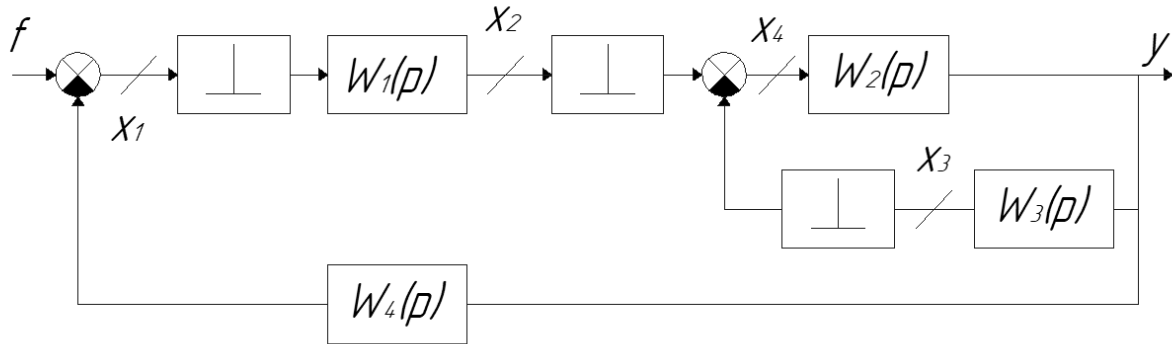 f
x₁
W₁(p)
x₂
x₄
W₂(p)
y
x₃
W₃(p)
W₄(p)